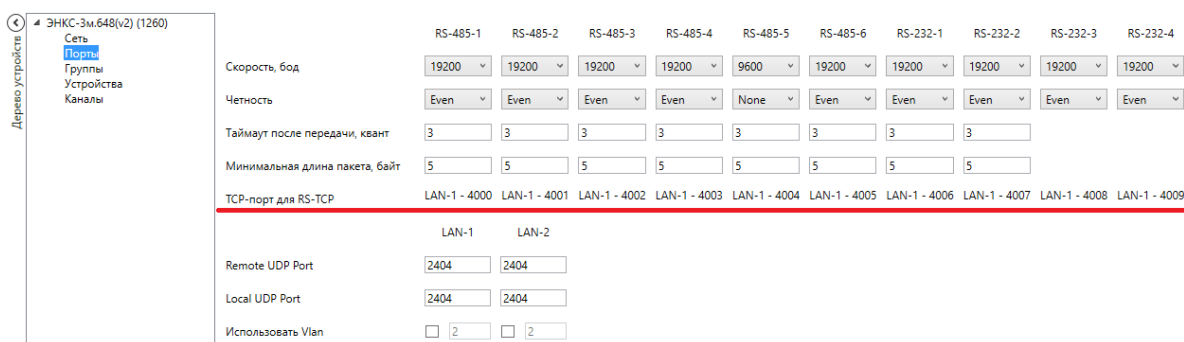 ЭНКС-3м.648(v2) (1260)
Сеть
Порты
Группы
Устройства
Каналы
Дерево устройств
RS-485-1 RS-485-2 RS-485-3 RS-485-4 RS-485-5 RS-485-6 RS-232-1 RS-232-2 RS-232-3 RS-232-4
Скорость, бод 19200 19200 19200 19200 9600 19200 19200 19200 19200 19200
Четность Even Even Even Even None Even Even Even Even Even
Таймаут после передачи, квант 3 3 3 3 3 3 3 3
Минимальная длина пакета, байт 5 5 5 5 5 5 5 5
TCP-порт для RS-TCP LAN-1 - 4000 LAN-1 - 4001 LAN-1 - 4002 LAN-1 - 4003 LAN-1 - 4004 LAN-1 - 4005 LAN-1 - 4006 LAN-1 - 4007 LAN-1 - 4008 LAN-1 - 4009
LAN-1 LAN-2
Remote UDP Port 2404 2404
Local UDP Port 2404 2404
Использовать Vlan 2 2